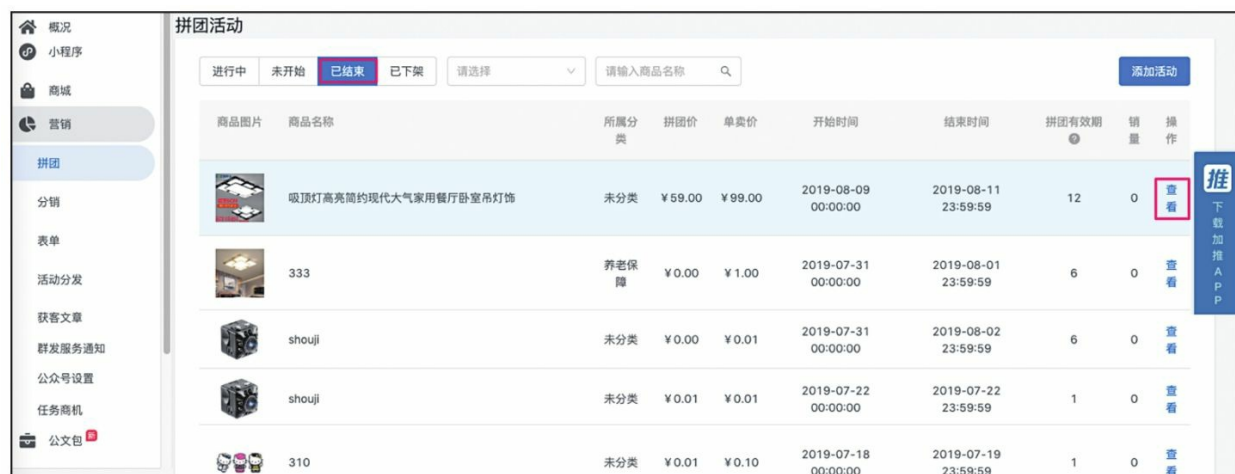 概况
小程序
商城
营销
拼团
分销
表单
活动分发
获客文章
群发服务通知
公众号设置
任务商机
公文包 新
拼团活动
进行中 未开始 已结束 已下架 请选择 请输入商品名称 添加活动
商品图片 商品名称 所属分类 拼团价 单卖价 开始时间 结束时间 拼团有效期 销量 操作
吸顶灯高亮简约现代大气家用餐厅卧室吊灯饰 未分类 ¥59.00 ¥99.00 2019-08-09 00:00:00 2019-08-11 23:59:59 12 0 查看
333 养老保障 ¥0.00 ¥1.00 2019-07-31 00:00:00 2019-08-01 23:59:59 6 0 查看
shouji 未分类 ¥0.00 ¥0.01 2019-07-31 00:00:00 2019-08-02 23:59:59 6 0 查看
shouji 未分类 ¥0.01 ¥0.01 2019-07-22 00:00:00 2019-07-22 23:59:59 1 0 查看
310 未分类 ¥0.01 ¥0.10 2019-07-18 00:00:00 2019-07-19 23:59:59 1 0 查看
推
下载加推APP